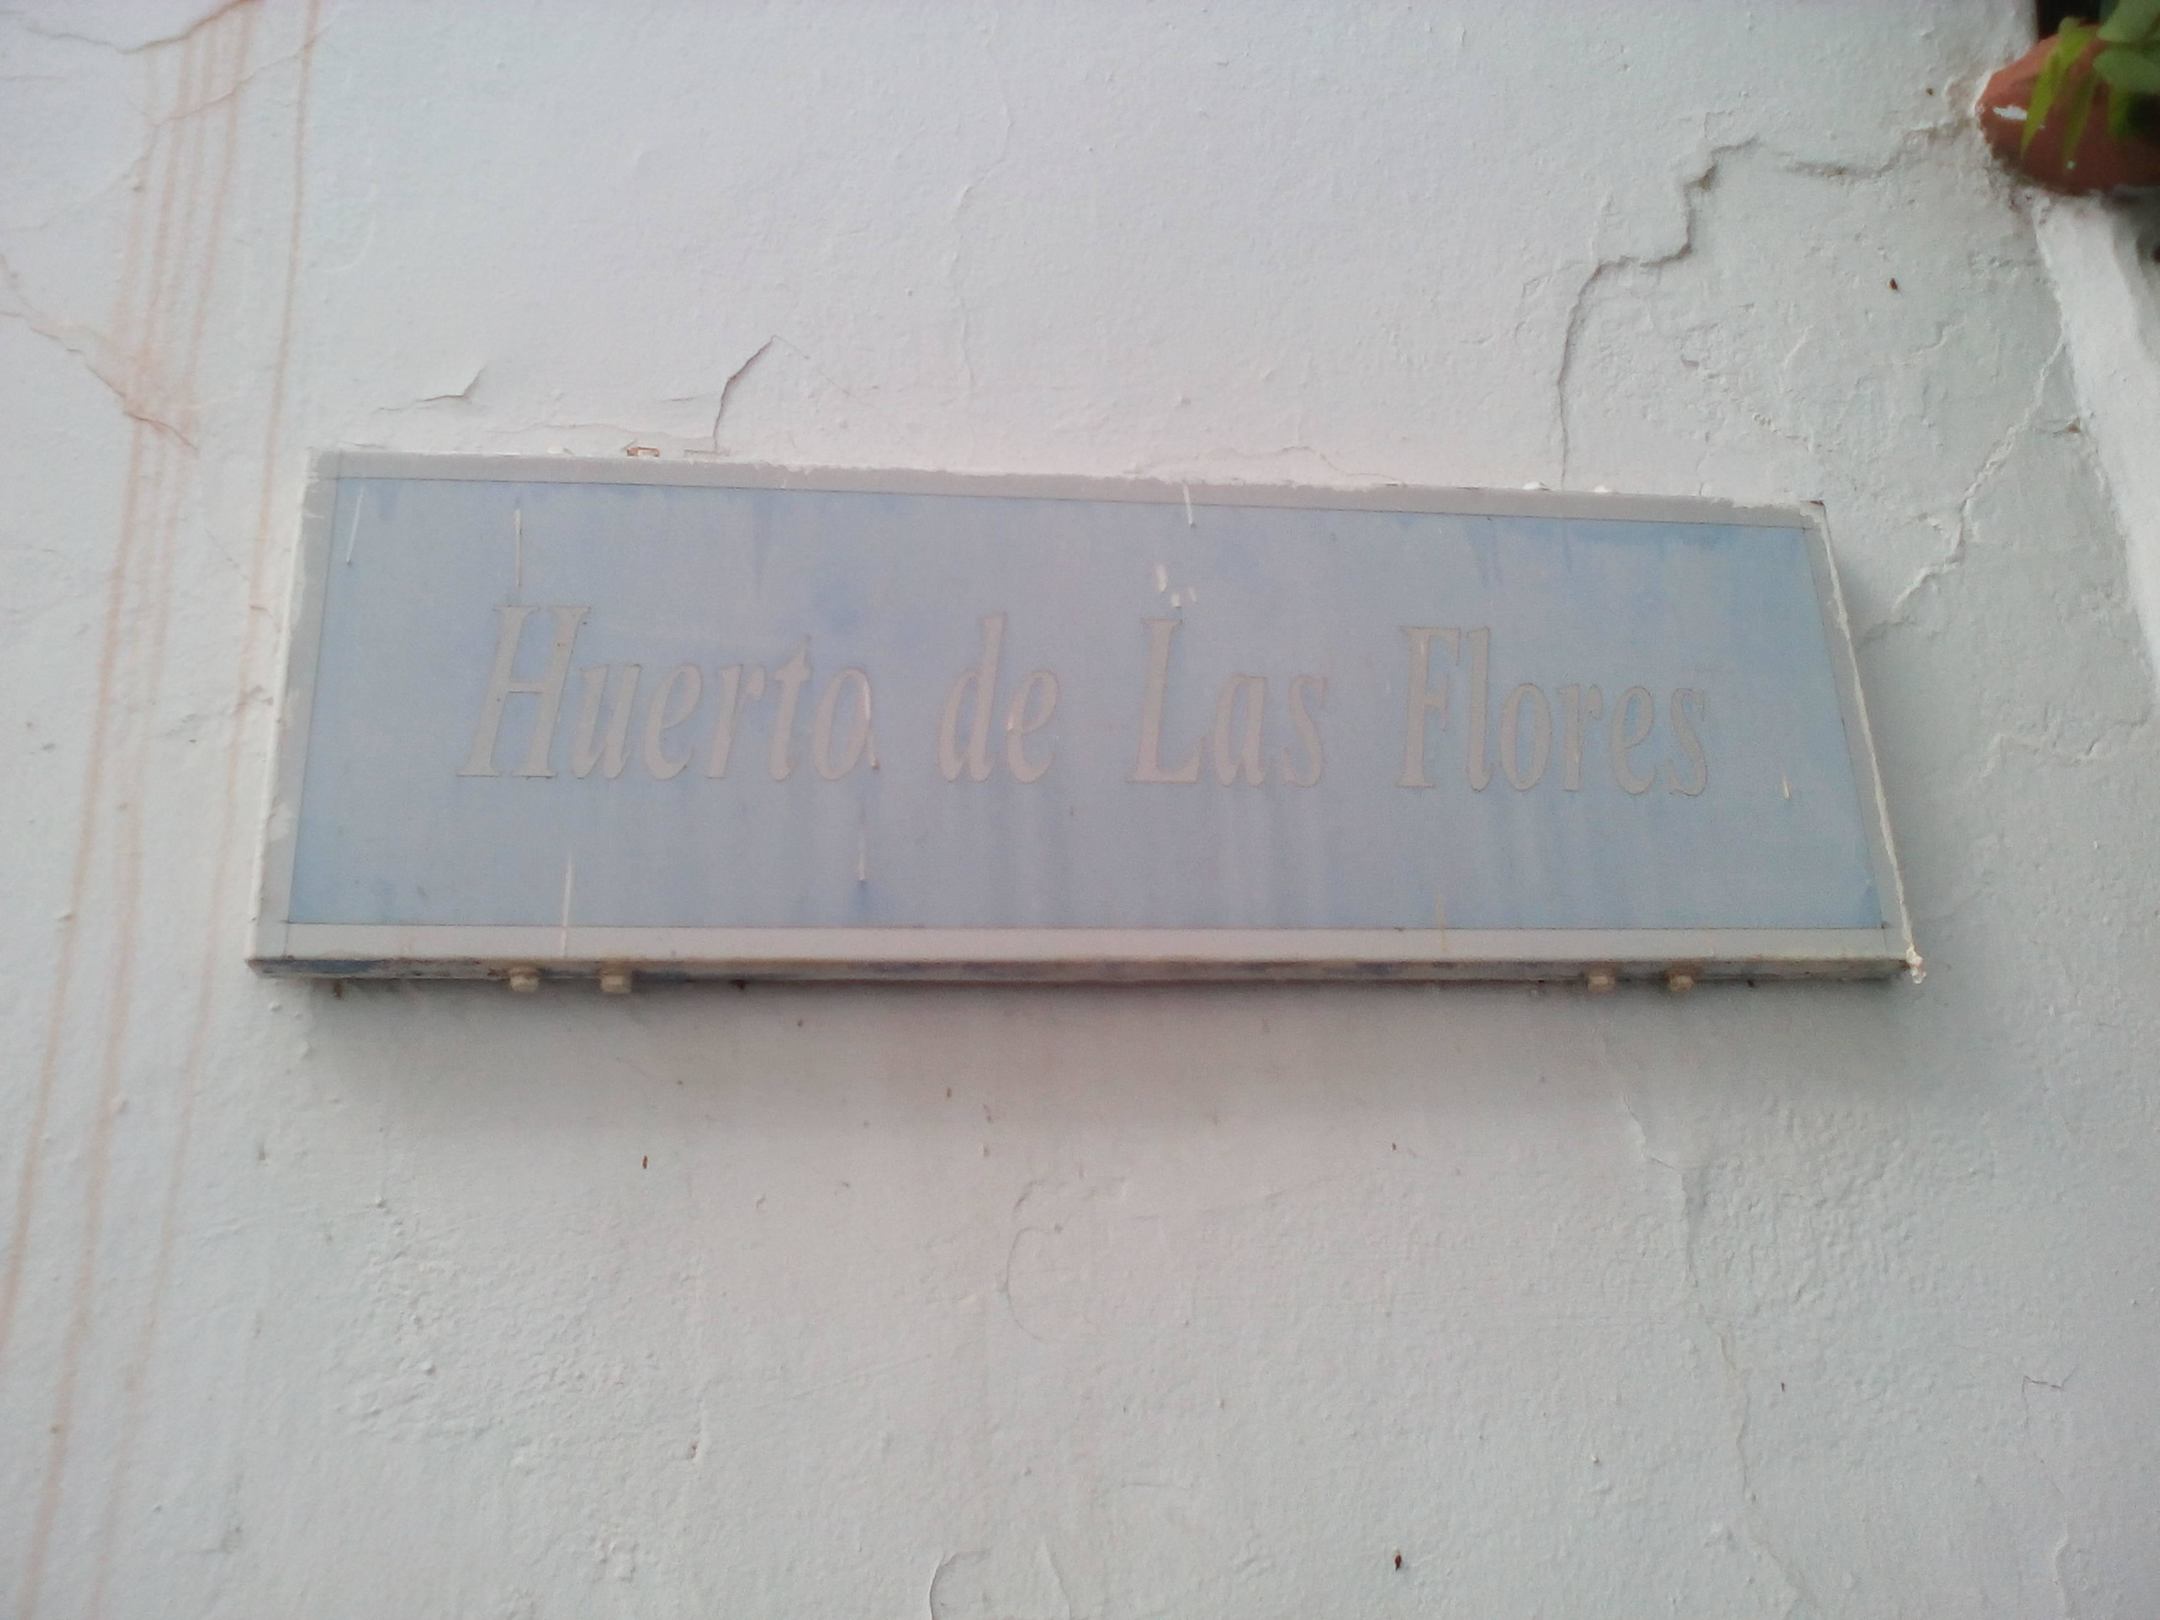 Huerto de Las Flores